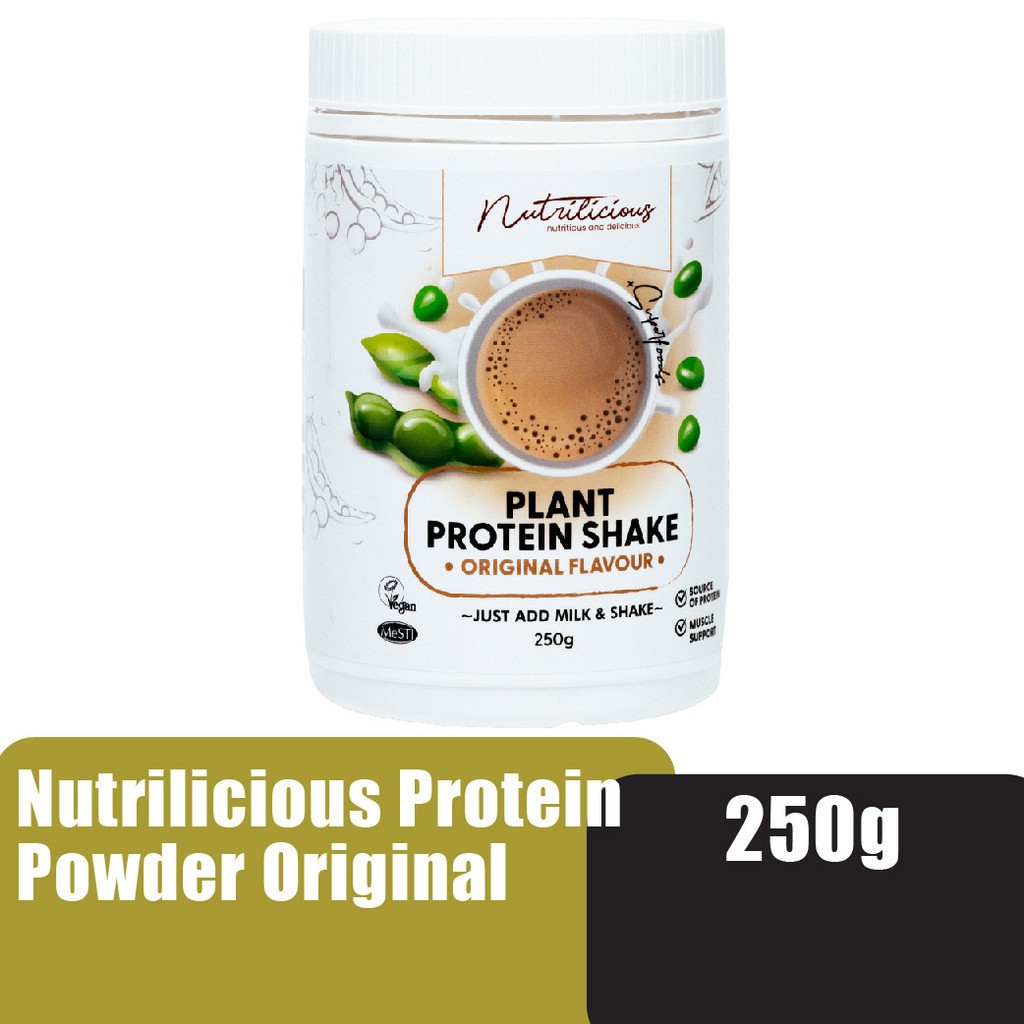 Nutrilicious
nutritious and delicious
× Superfoods
PLANT
PROTEIN SHAKE
• ORIGINAL FLAVOUR •
~JUST ADD MILK & SHAKE~
250g
Vegan
MeSTI
SOURCE
OF PROTEIN
MUSCLE
SUPPORT
Nutrilicious Protein
Powder Original
250g